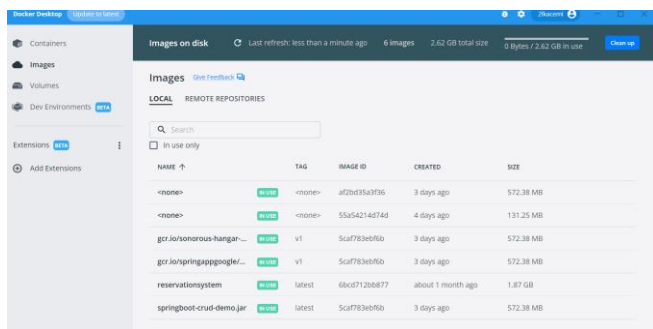 Docker Desktop Update to latest 29kacemi
Containers
Images
Volumes
Dev Environments BETA
Extensions BETA
Add Extensions
Images on disk Last refresh: less than a minute ago 6 images 2.62 GB total size 0 Bytes / 2.62 GB in use Clean up
Images Give Feedback
LOCAL REMOTE REPOSITORIES
Search
In use only
NAME ↑ TAG IMAGE ID CREATED SIZE
<none> IN USE <none> af2bd35a3f36 3 days ago 572.38 MB
<none> IN USE <none> 55a54214d74d 4 days ago 131.25 MB
gcr.io/sonorous-hangar-... IN USE v1 5caf783ebf6b 3 days ago 572.38 MB
gcr.io/springappgoogle/... IN USE v1 5caf783ebf6b 3 days ago 572.38 MB
reservationsystem IN USE latest 6bcd712bb877 about 1 month ago 1.87 GB
springboot-crud-demo.jar IN USE latest 5caf783ebf6b 3 days ago 572.38 MB